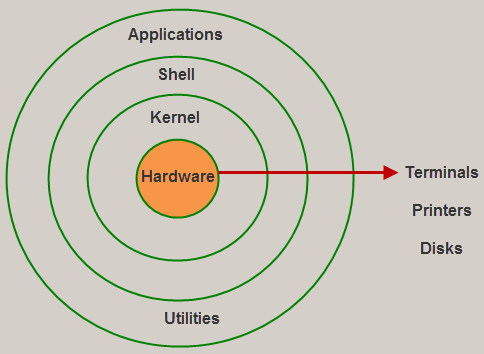 Applications
Shell
Kernel
Hardware
Terminals
Printers
Disks
Utilities